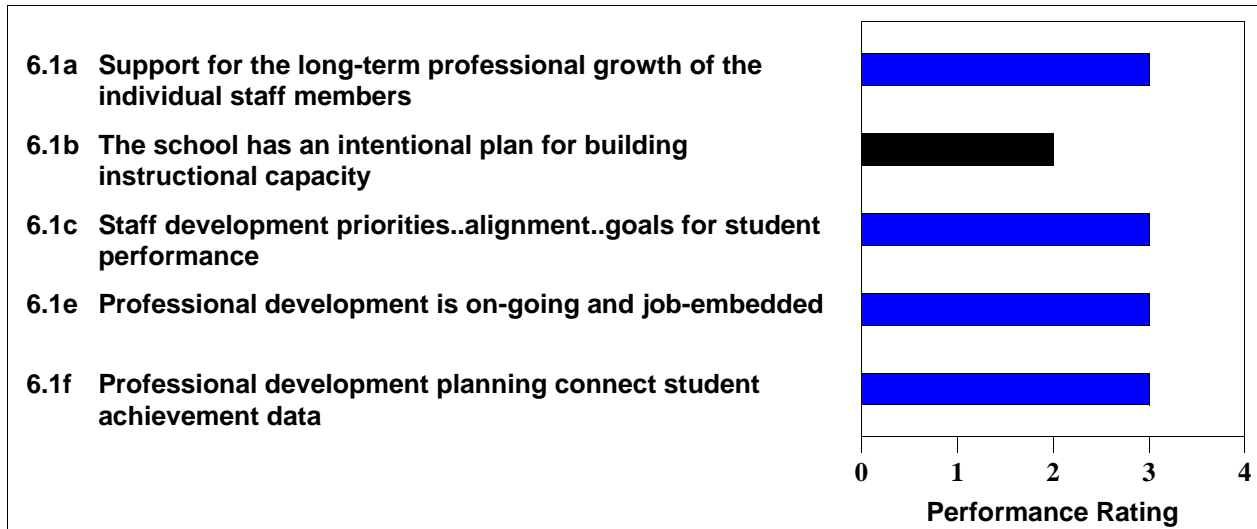 6.1a Support for the long-term professional growth of the
individual staff members
6.1b The school has an intentional plan for building
instructional capacity
6.1c Staff development priorities..alignment..goals for student
performance
6.1e Professional development is on-going and job-embedded
6.1f Professional development planning connect student
achievement data
0 1 2 3 4
Performance Rating